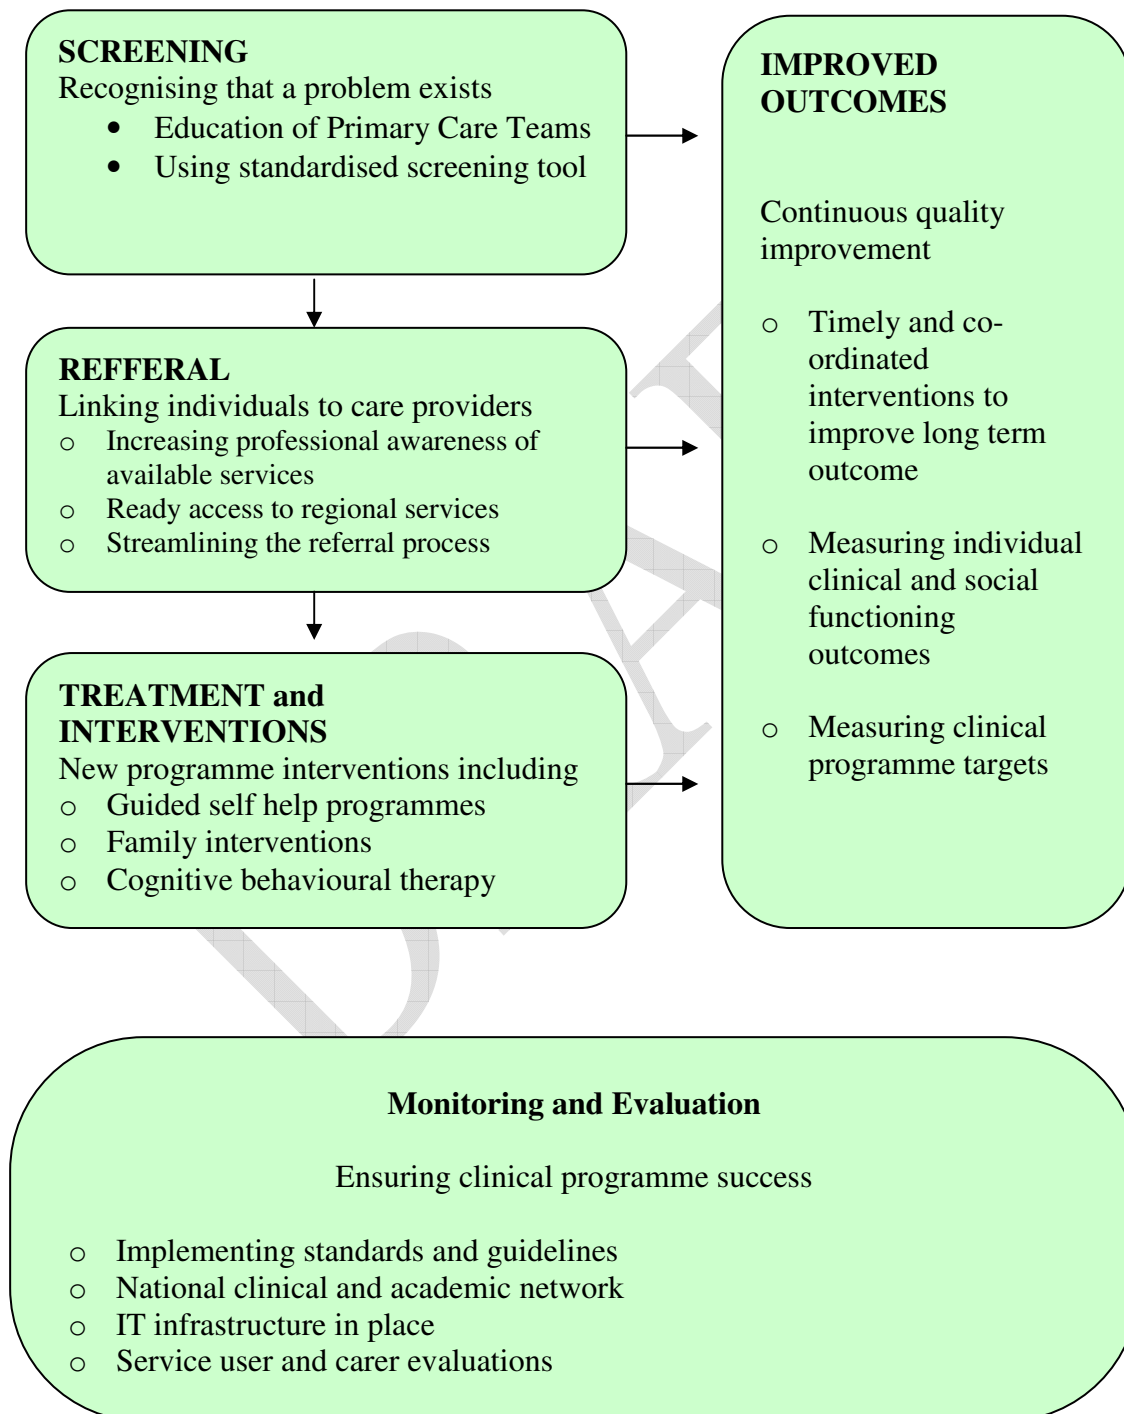 SCREENING
Recognising that a problem exists
• Education of Primary Care Teams
• Using standardised screening tool
REFFERAL
Linking individuals to care providers
o Increasing professional awareness of
available services
o Ready access to regional services
o Streamlining the referral process
TREATMENT and
INTERVENTIONS
New programme interventions including
o Guided self help programmes
o Family interventions
o Cognitive behavioural therapy
IMPROVED
OUTCOMES
Continuous quality
improvement
o Timely and co-
ordinated
interventions to
improve long term
outcome
o Measuring individual
clinical and social
functioning
outcomes
o Measuring clinical
programme targets
Monitoring and Evaluation
Ensuring clinical programme success
o Implementing standards and guidelines
o National clinical and academic network
o IT infrastructure in place
o Service user and carer evaluations